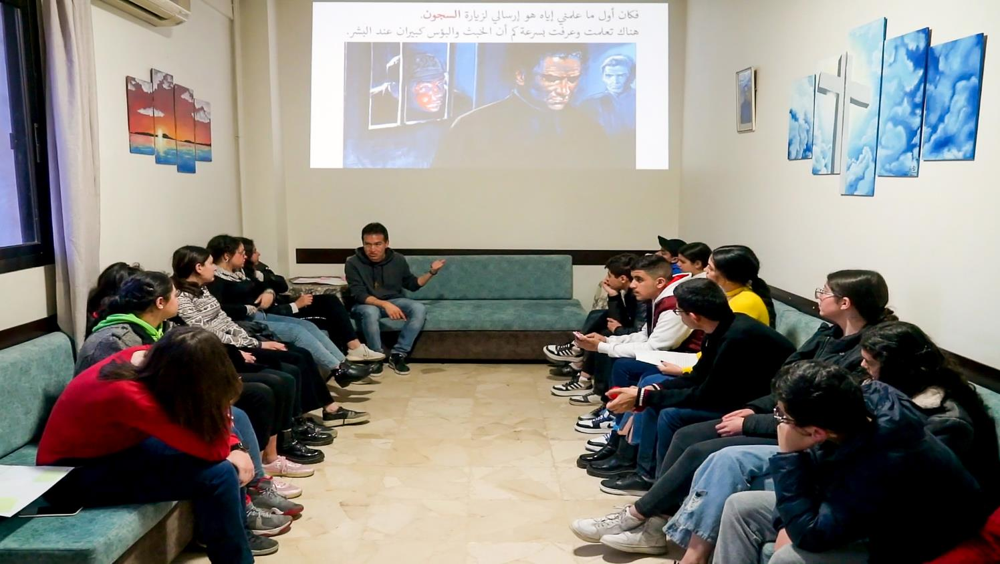 فكان أول ما علمني إياه هو إرسالي لزيارة السجون.
هناك تعلمت وعرفت بسرعة كم أن الخبث والبؤس كبيران عند البشر.